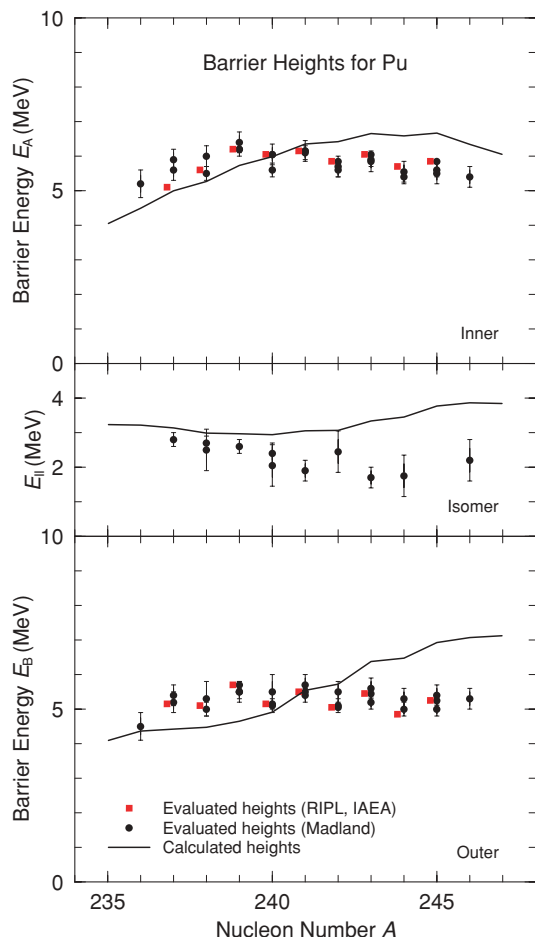 10
Barrier Heights for Pu
Barrier Energy EA (MeV)
5
Inner
0
4
EII (MeV)
2
Isomer
10
Barrier Energy EB (MeV)
5
Evaluated heights (RIPL, IAEA)
Evaluated heights (Madland)
Calculated heights
Outer
0
235 240 245
Nucleon Number A